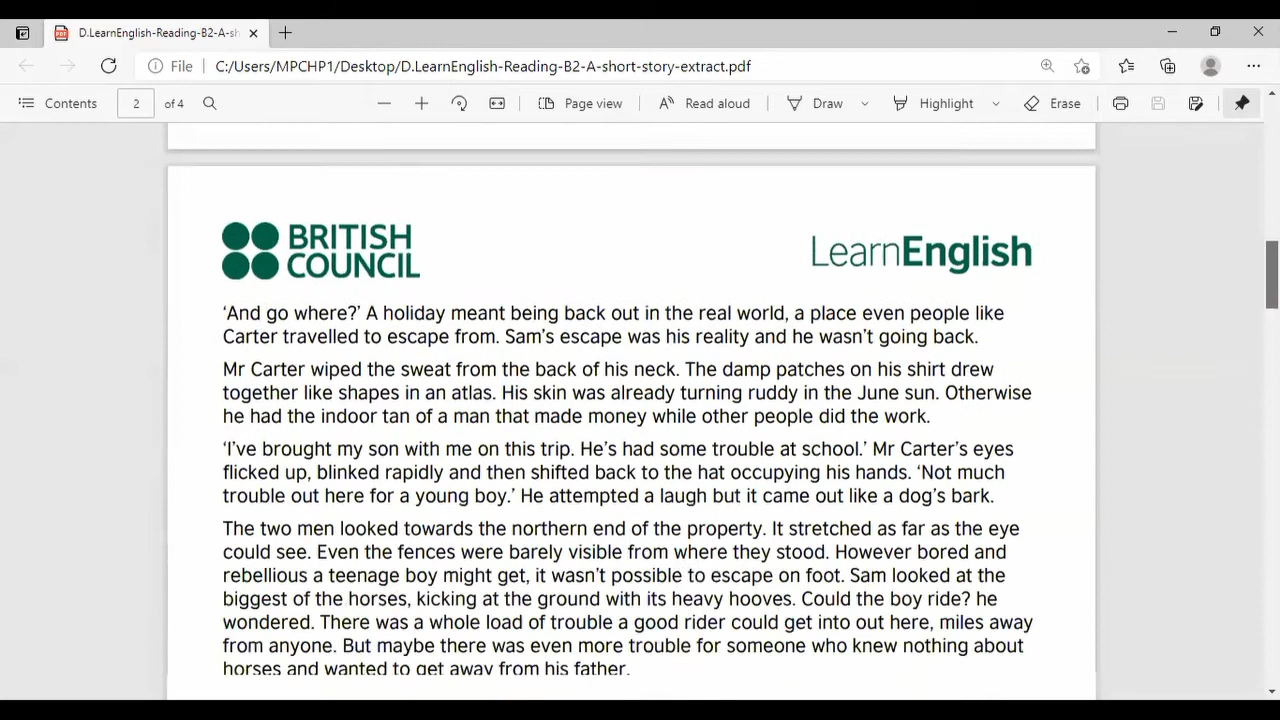 D.LearnEnglish-Reading-B2-A-sh
File C:/Users/MPCHP1/Desktop/D.LearnEnglish-Reading-B2-A-short-story-extract.pdf
Contents 2 of 4 Page view Read aloud Draw Highlight Erase
BRITISH
COUNCIL
LearnEnglish
‘And go where?’ A holiday meant being back out in the real world, a place even people like
Carter travelled to escape from. Sam’s escape was his reality and he wasn’t going back.
Mr Carter wiped the sweat from the back of his neck. The damp patches on his shirt drew
together like shapes in an atlas. His skin was already turning ruddy in the June sun. Otherwise
he had the indoor tan of a man that made money while other people did the work.
‘I’ve brought my son with me on this trip. He’s had some trouble at school.’ Mr Carter’s eyes
flicked up, blinked rapidly and then shifted back to the hat occupying his hands. ‘Not much
trouble out here for a young boy.’ He attempted a laugh but it came out like a dog’s bark.
The two men looked towards the northern end of the property. It stretched as far as the eye
could see. Even the fences were barely visible from where they stood. However bored and
rebellious a teenage boy might get, it wasn’t possible to escape on foot. Sam looked at the
biggest of the horses, kicking at the ground with its heavy hooves. Could the boy ride? he
wondered. There was a whole load of trouble a good rider could get into out here, miles away
from anyone. But maybe there was even more trouble for someone who knew nothing about
horses and wanted to get away from his father.